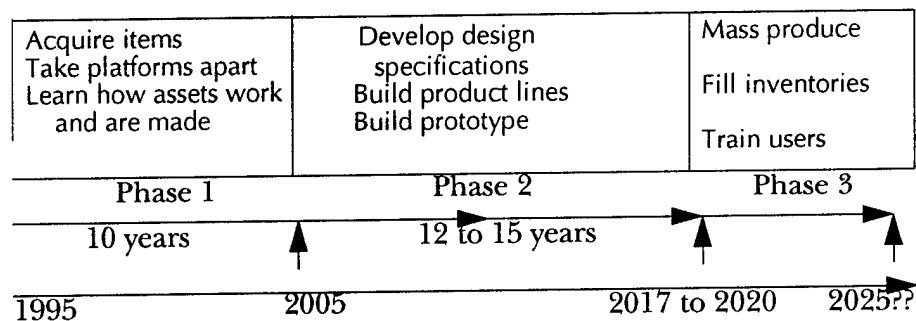 Acquire items
Take platforms apart
Learn how assets work
and are made
Develop design
specifications
Build product lines
Build prototype
Mass produce
Fill inventories
Train users
Phase 1
Phase 2
Phase 3
10 years
12 to 15 years
1995
2005
2017 to 2020
2025??